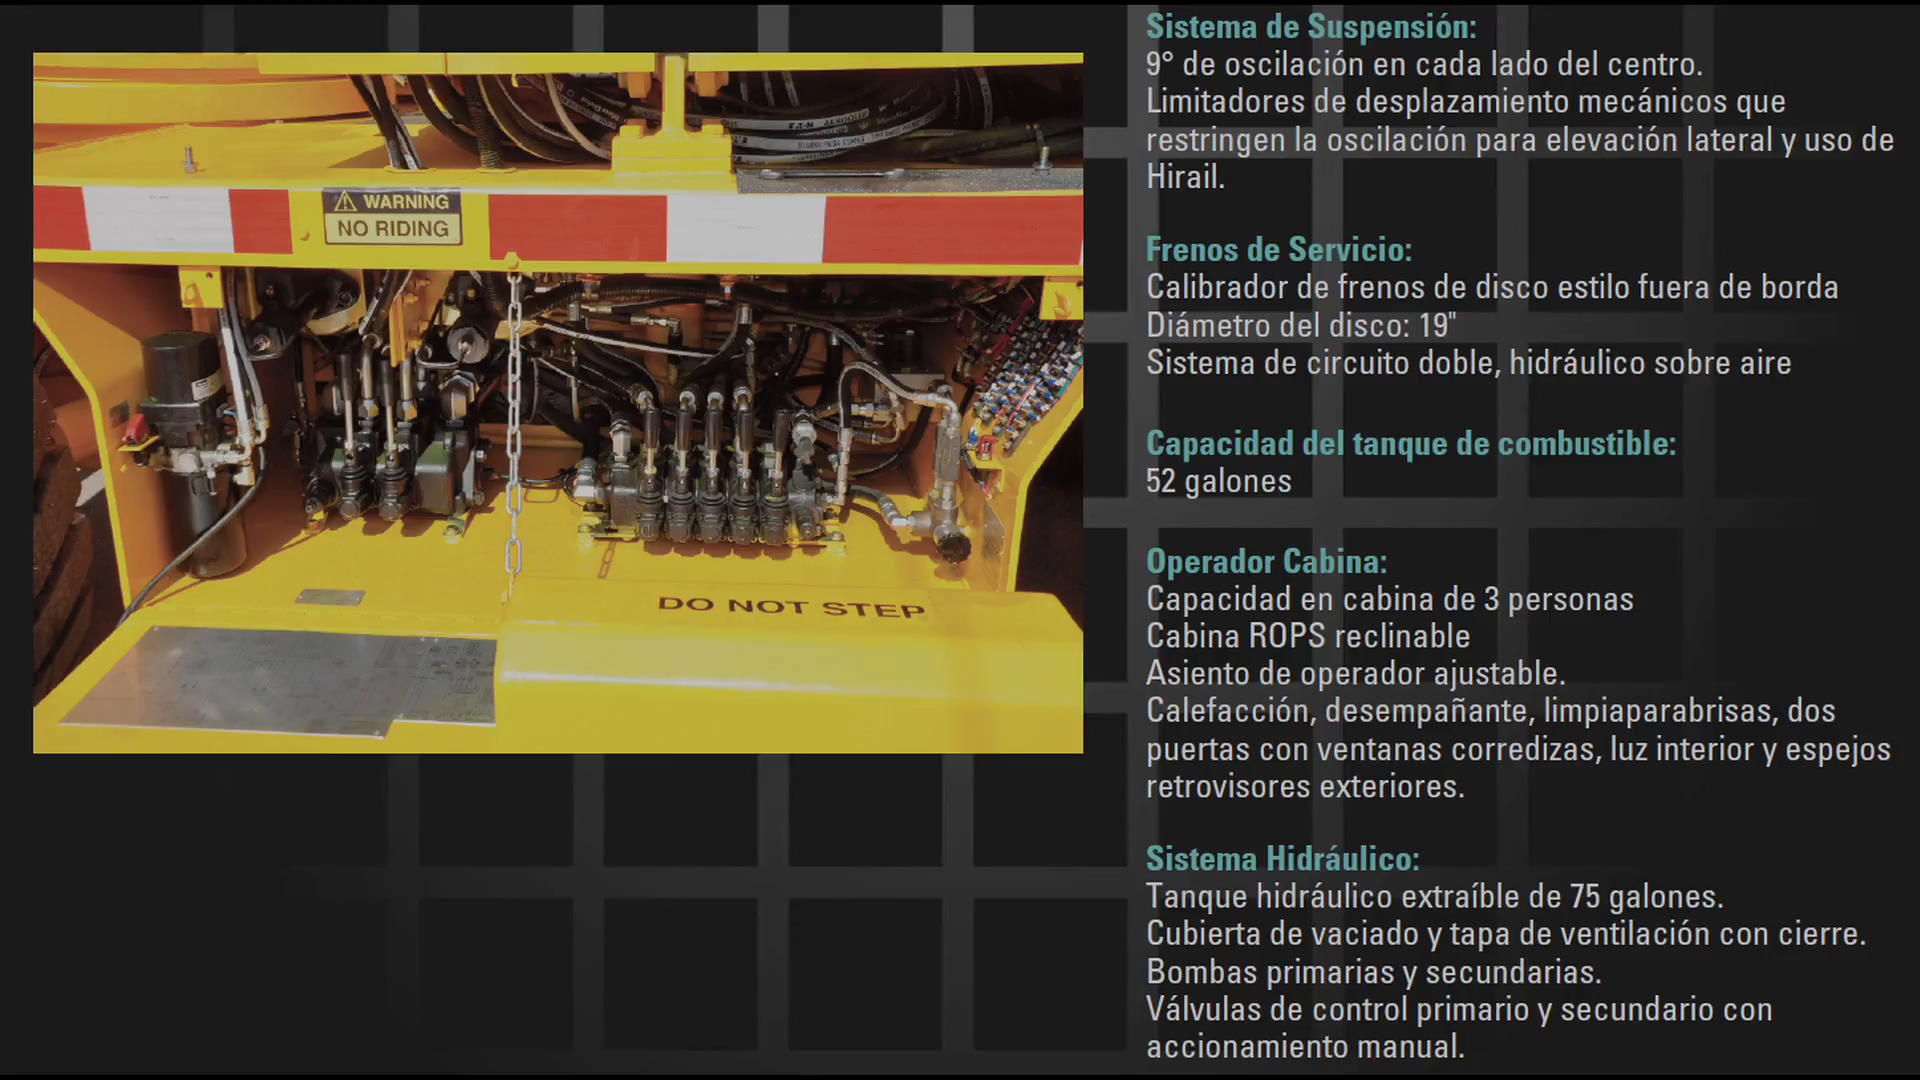 WARNING
NO RIDING
DO NOT STEP
EATON AEROQUIP
Sistema de Suspensión:
9° de oscilación en cada lado del centro.
Limitadores de desplazamiento mecánicos que
restringen la oscilación para elevación lateral y uso de
Hirail.
Frenos de Servicio:
Calibrador de frenos de disco estilo fuera de borda
Diámetro del disco: 19"
Sistema de circuito doble, hidráulico sobre aire
Capacidad del tanque de combustible:
52 galones
Operador Cabina:
Capacidad en cabina de 3 personas
Cabina ROPS reclinable
Asiento de operador ajustable.
Calefacción, desempañante, limpiaparabrisas, dos
puertas con ventanas corredizas, luz interior y espejos
retrovisores exteriores.
Sistema Hidráulico:
Tanque hidráulico extraíble de 75 galones.
Cubierta de vaciado y tapa de ventilación con cierre.
Bombas primarias y secundarias.
Válvulas de control primario y secundario con
accionamiento manual.